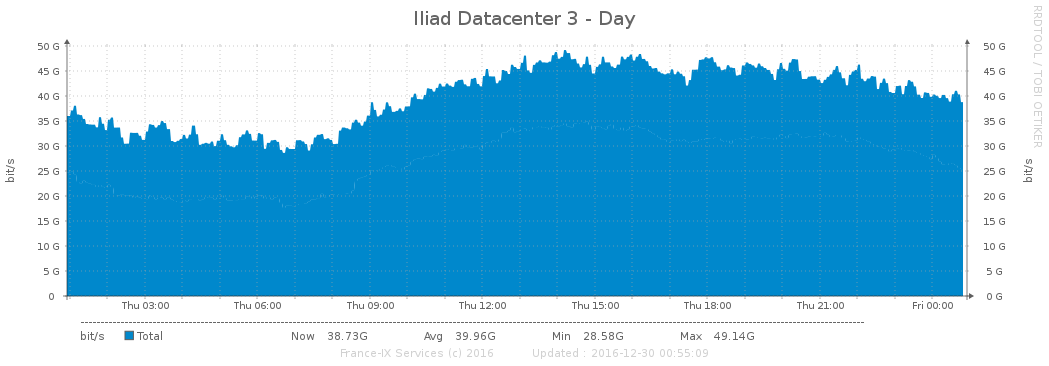 Iliad Datacenter 3 - Day
RRDTOOL / TOBI OETIKER
bit/s
50 G 50 G
45 G 45 G
40 G 40 G
35 G 35 G
30 G 30 G
25 G 25 G
20 G 20 G
15 G 15 G
10 G 10 G
5 G 5 G
0 0 G
bit/s
Thu 03:00 Thu 06:00 Thu 09:00 Thu 12:00 Thu 15:00 Thu 18:00 Thu 21:00 Fri 00:00
bit/s Total Now 38.73G Avg 39.96G Min 28.58G Max 49.14G
France-IX Services (c) 2016 Updated : 2016-12-30 00:55:09